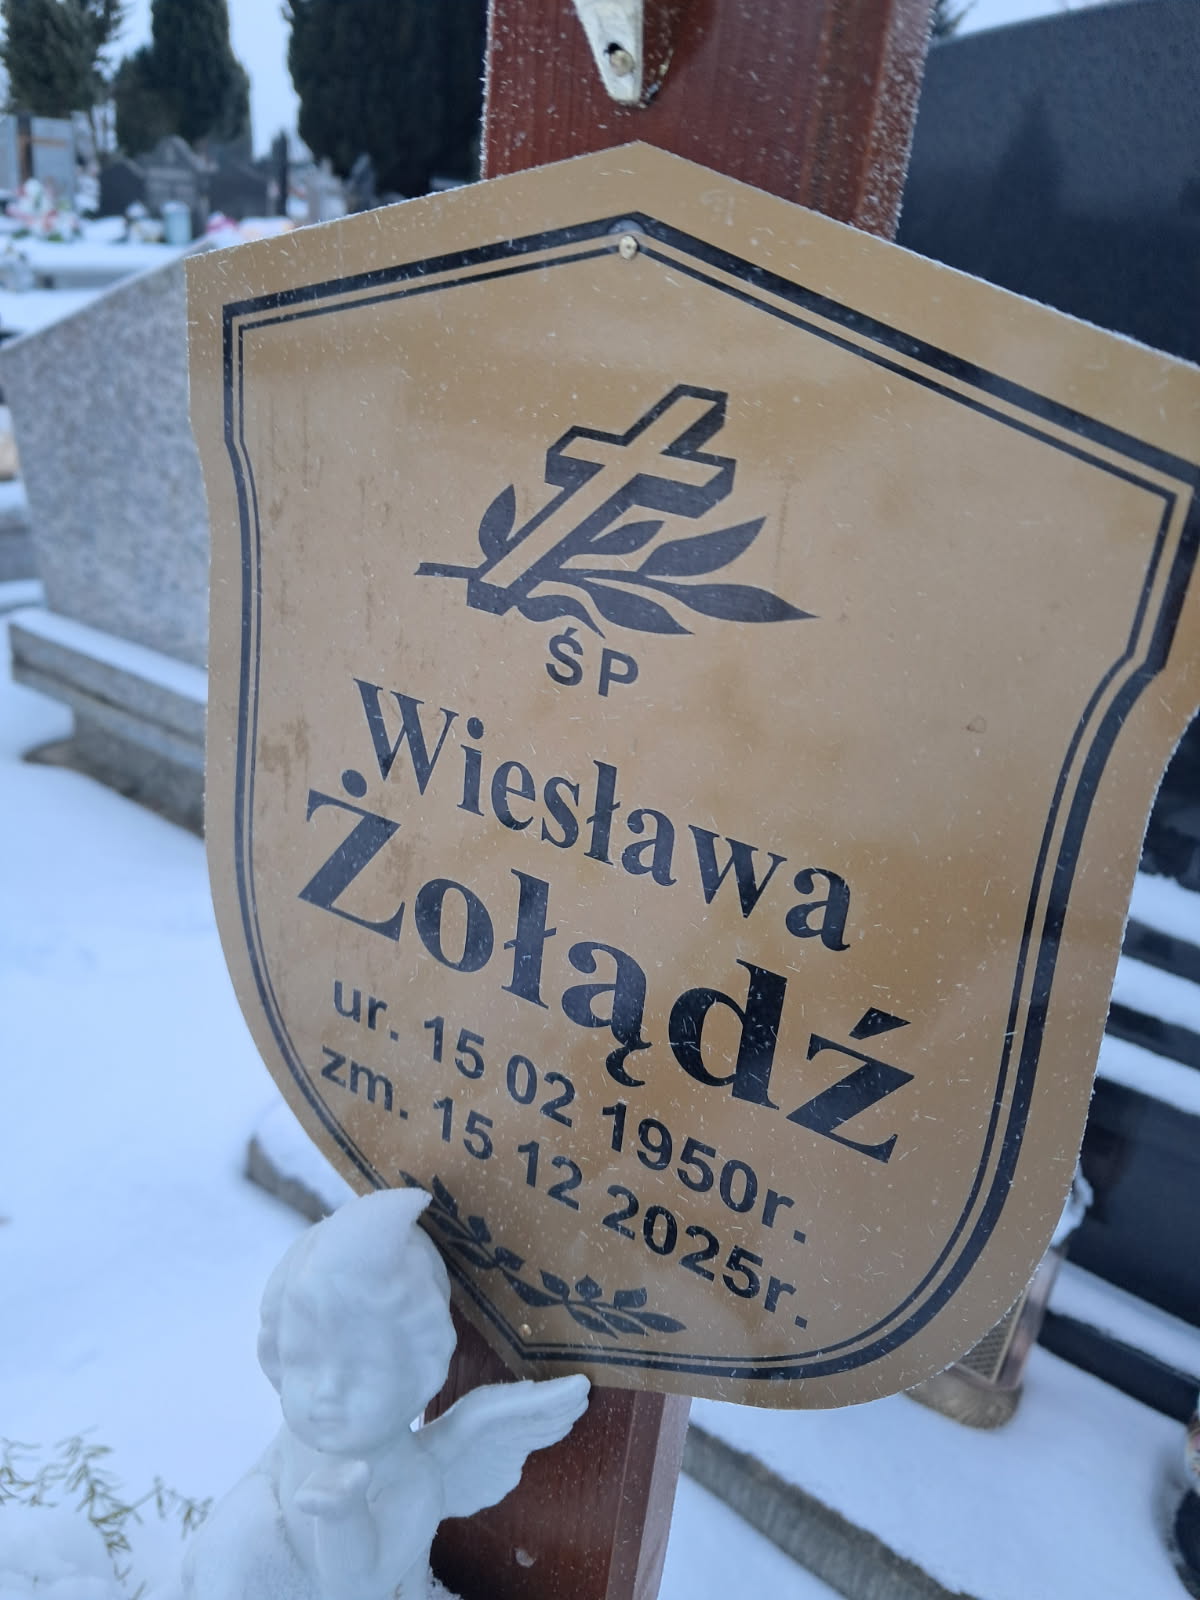 ŚP
Wiesława
Żołądź
ur. 15 02 1950r.
zm. 15 12 2025r.